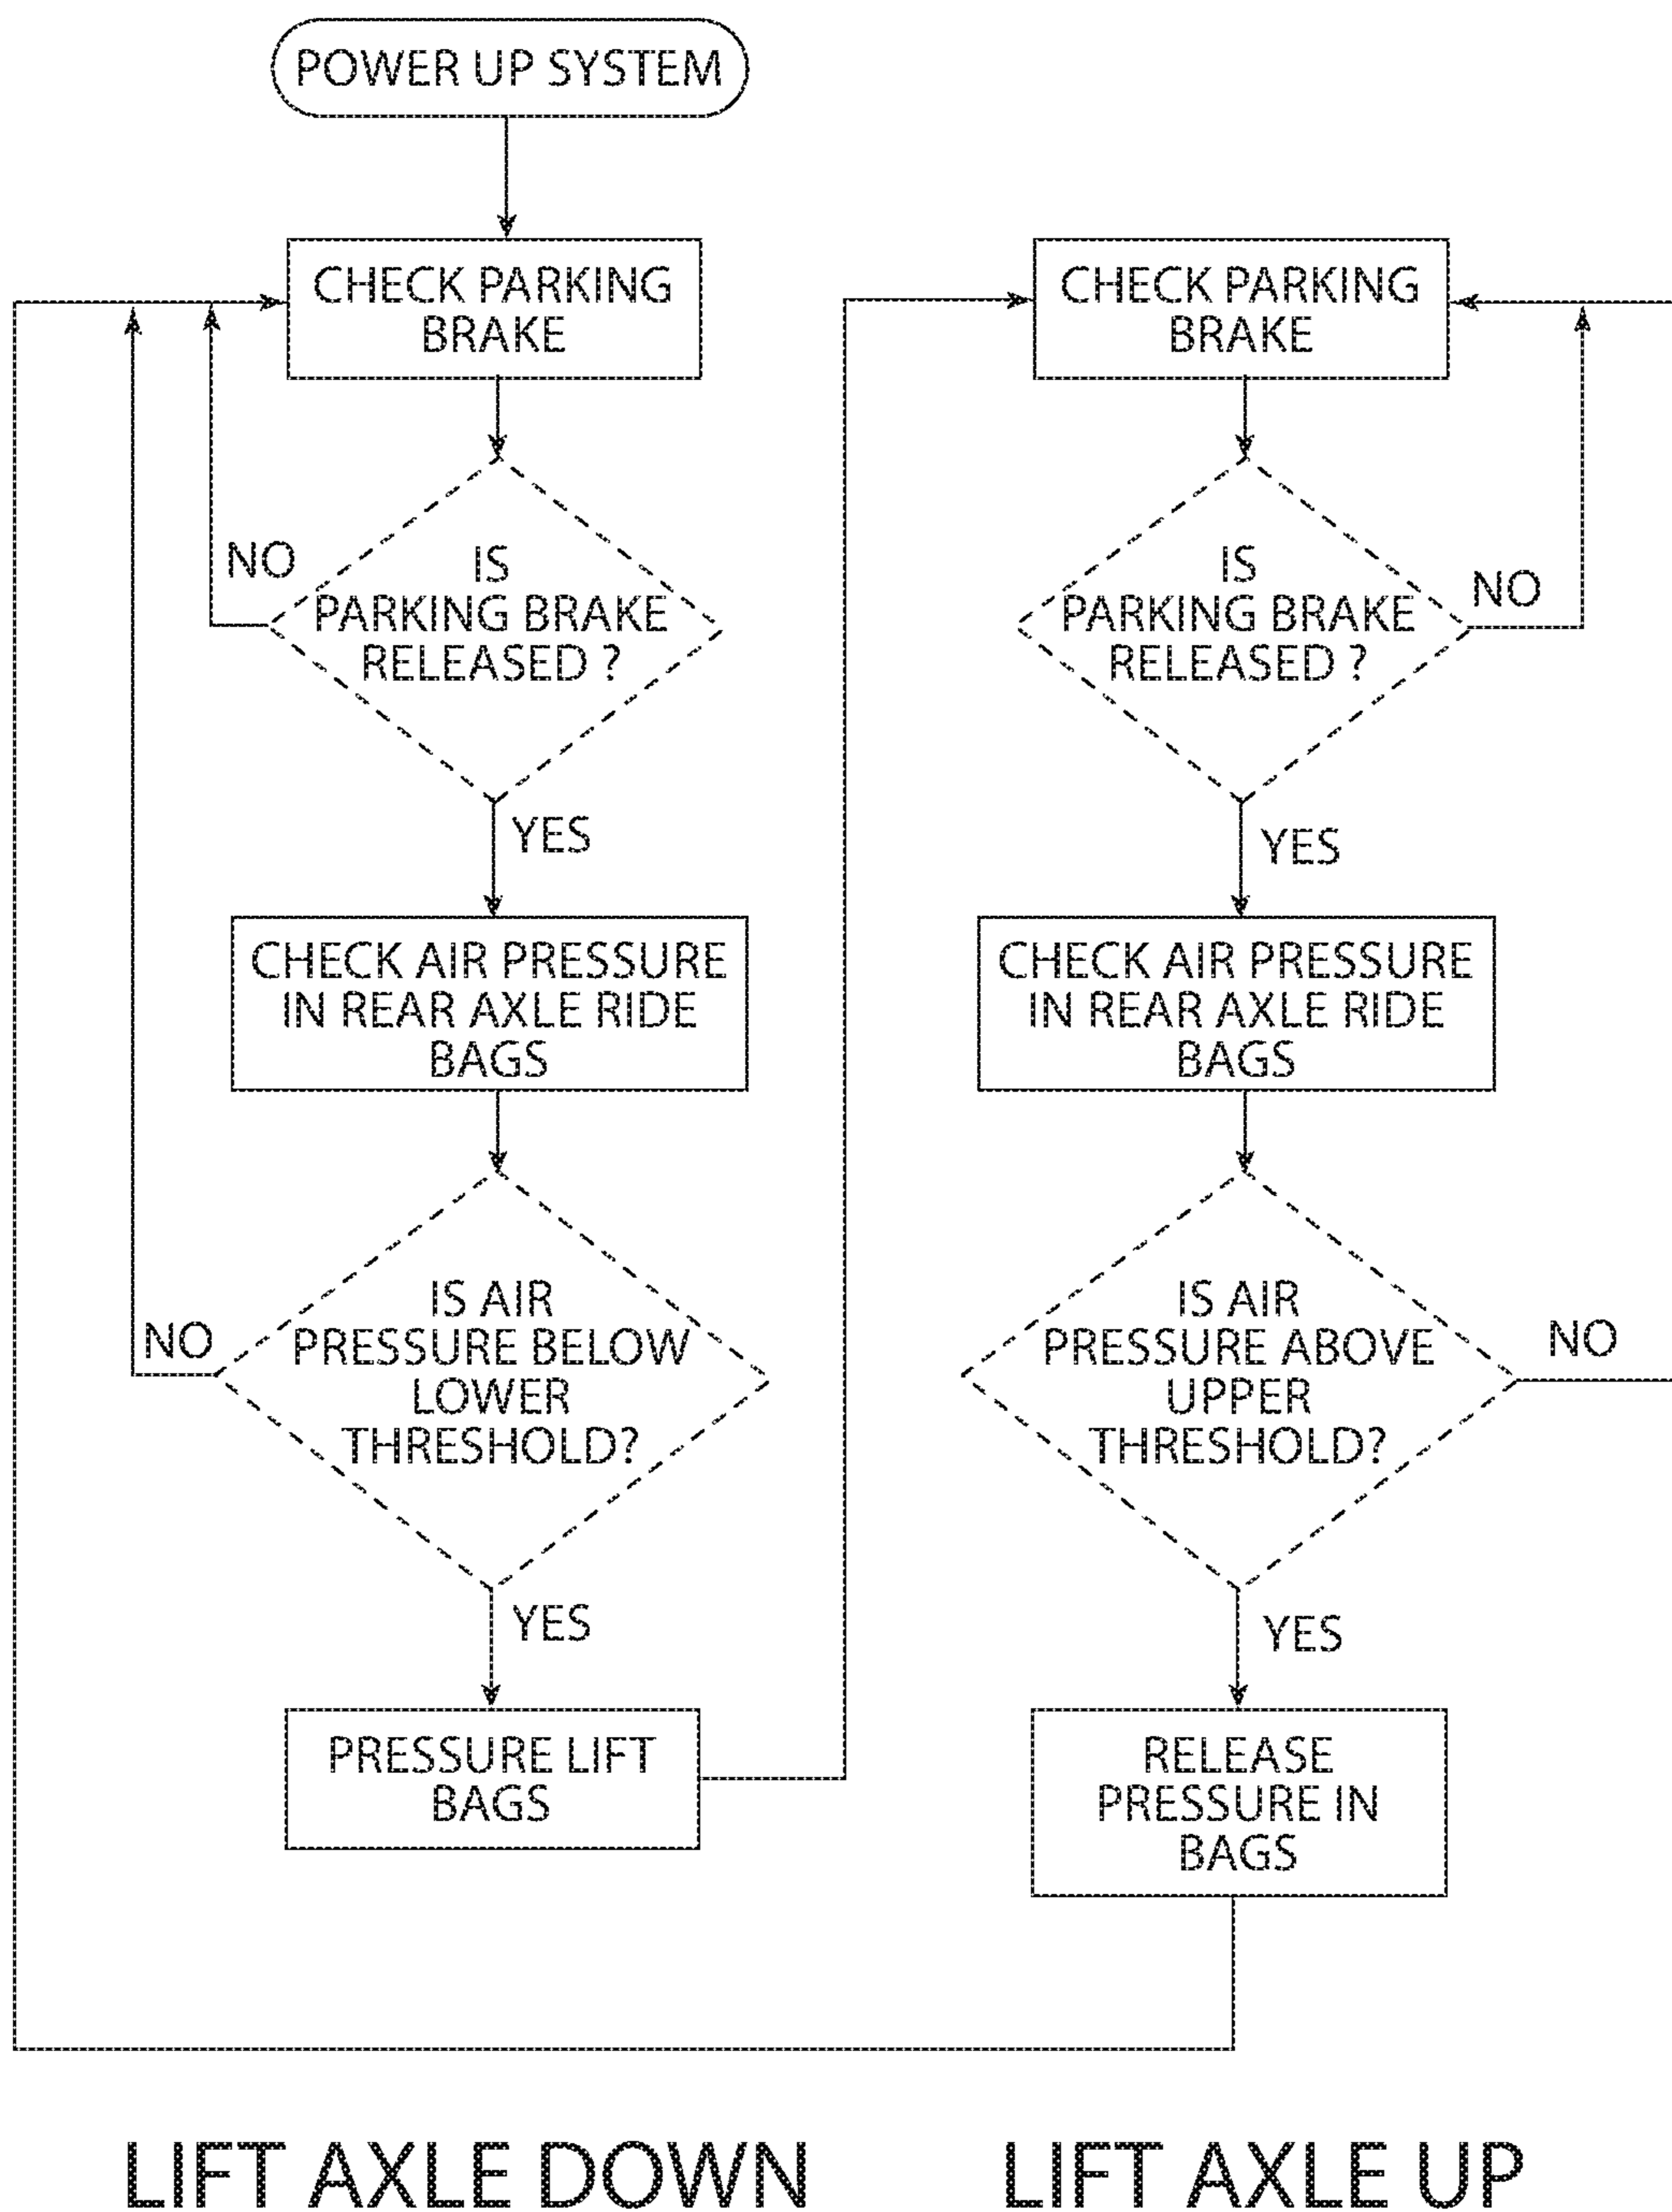 POWER UP SYSTEM
CHECK PARKING
BRAKE
NO
IS
PARKING BRAKE
RELEASED ?
YES
CHECK AIR PRESSURE
IN REAR AXLE RIDE
BAGS
NO
IS AIR
PRESSURE BELOW
LOWER
THRESHOLD?
YES
PRESSURE LIFT
BAGS
LIFT AXLE DOWN
CHECK PARKING
BRAKE
IS
PARKING BRAKE
RELEASED ?
NO
YES
CHECK AIR PRESSURE
IN REAR AXLE RIDE
BAGS
IS AIR
PRESSURE ABOVE
UPPER
THRESHOLD?
NO
YES
RELEASE
PRESSURE IN
BAGS
LIFT AXLE UP